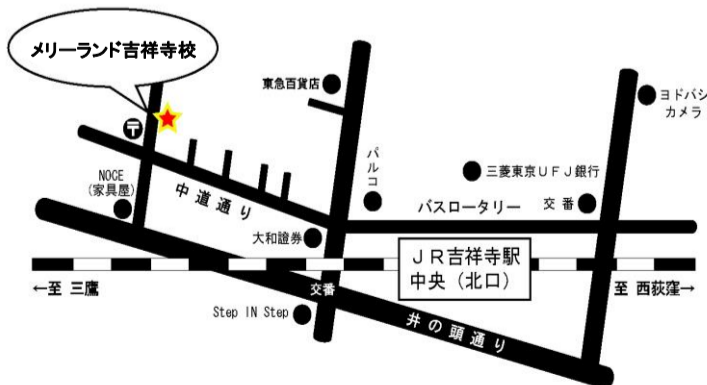 メリーランド吉祥寺校
東急百貨店
ヨドバシ
カメラ
〒
パルコ
三菱東京UFJ銀行
NOCE
(家具屋)
中道通り
バスロータリー
交番
大和證券
JR吉祥寺駅
中央(北口)
←至 三鷹
交番
至 西荻窪→
Step IN Step
井の頭通り